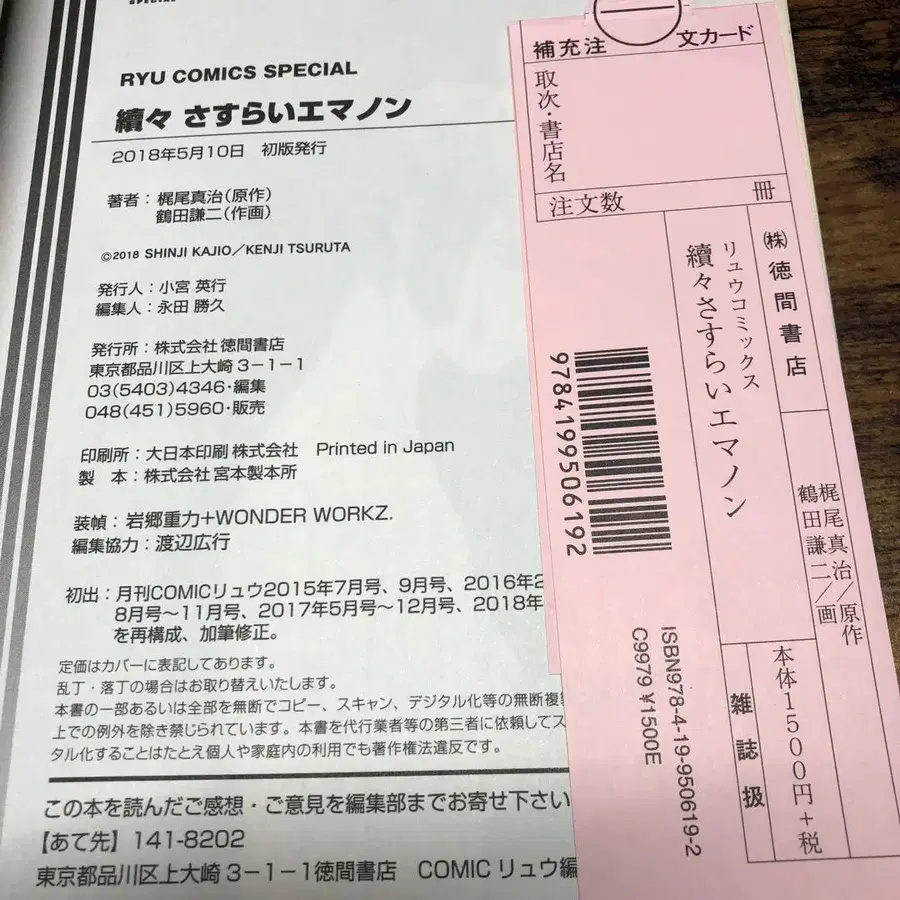 SPECIAL
RYU COMICS SPECIAL
續々 さすらいエマノン
2018年5月10日 初版発行
著者：梶尾真治（原作）
鶴田謙二（作画）
©2018 SHINJI KAJIO／KENJI TSURUTA
発行人：小宮 英行
編集人：永田 勝久
発行所：株式会社 徳間書店
東京都品川区上大崎3−1−1
03(5403)4346・編集
048(451)5960・販売
印刷所：大日本印刷 株式会社 Printed in Japan
製 本：株式会社 宮本製本所
装幀：岩郷重力+WONDER WORKZ.
編集協力：渡辺広行
初出：月刊COMICリュウ2015年7月号、9月号、2016年2
8月号〜11月号、2017年5月号〜12月号、2018年
を再構成、加筆修正。
定価はカバーに表記してあります。
乱丁・落丁の場合はお取り替えいたします。
本書の一部あるいは全部を無断でコピー、スキャン、デジタル化等の無断複製
上での例外を除き禁じられています。本書を代行業者等の第三者に依頼してス
タル化することはたとえ個人や家庭内の利用でも著作権法違反です。
この本を読んだご感想・ご意見を編集部までお寄せ下さい
【あて先】141-8202
東京都品川区上大崎3−1−1徳間書店 COMIC リュウ編
補充注 文カード
取次・書店名
注文数 冊
㈱徳間書店
リュウコミックス
續々さすらいエマノン
梶尾真治／原作
鶴田謙二／画
本体1500円＋税
雑誌扱
9784199506192
ISBN978-4-19-950619-2
C9979 ¥1500E